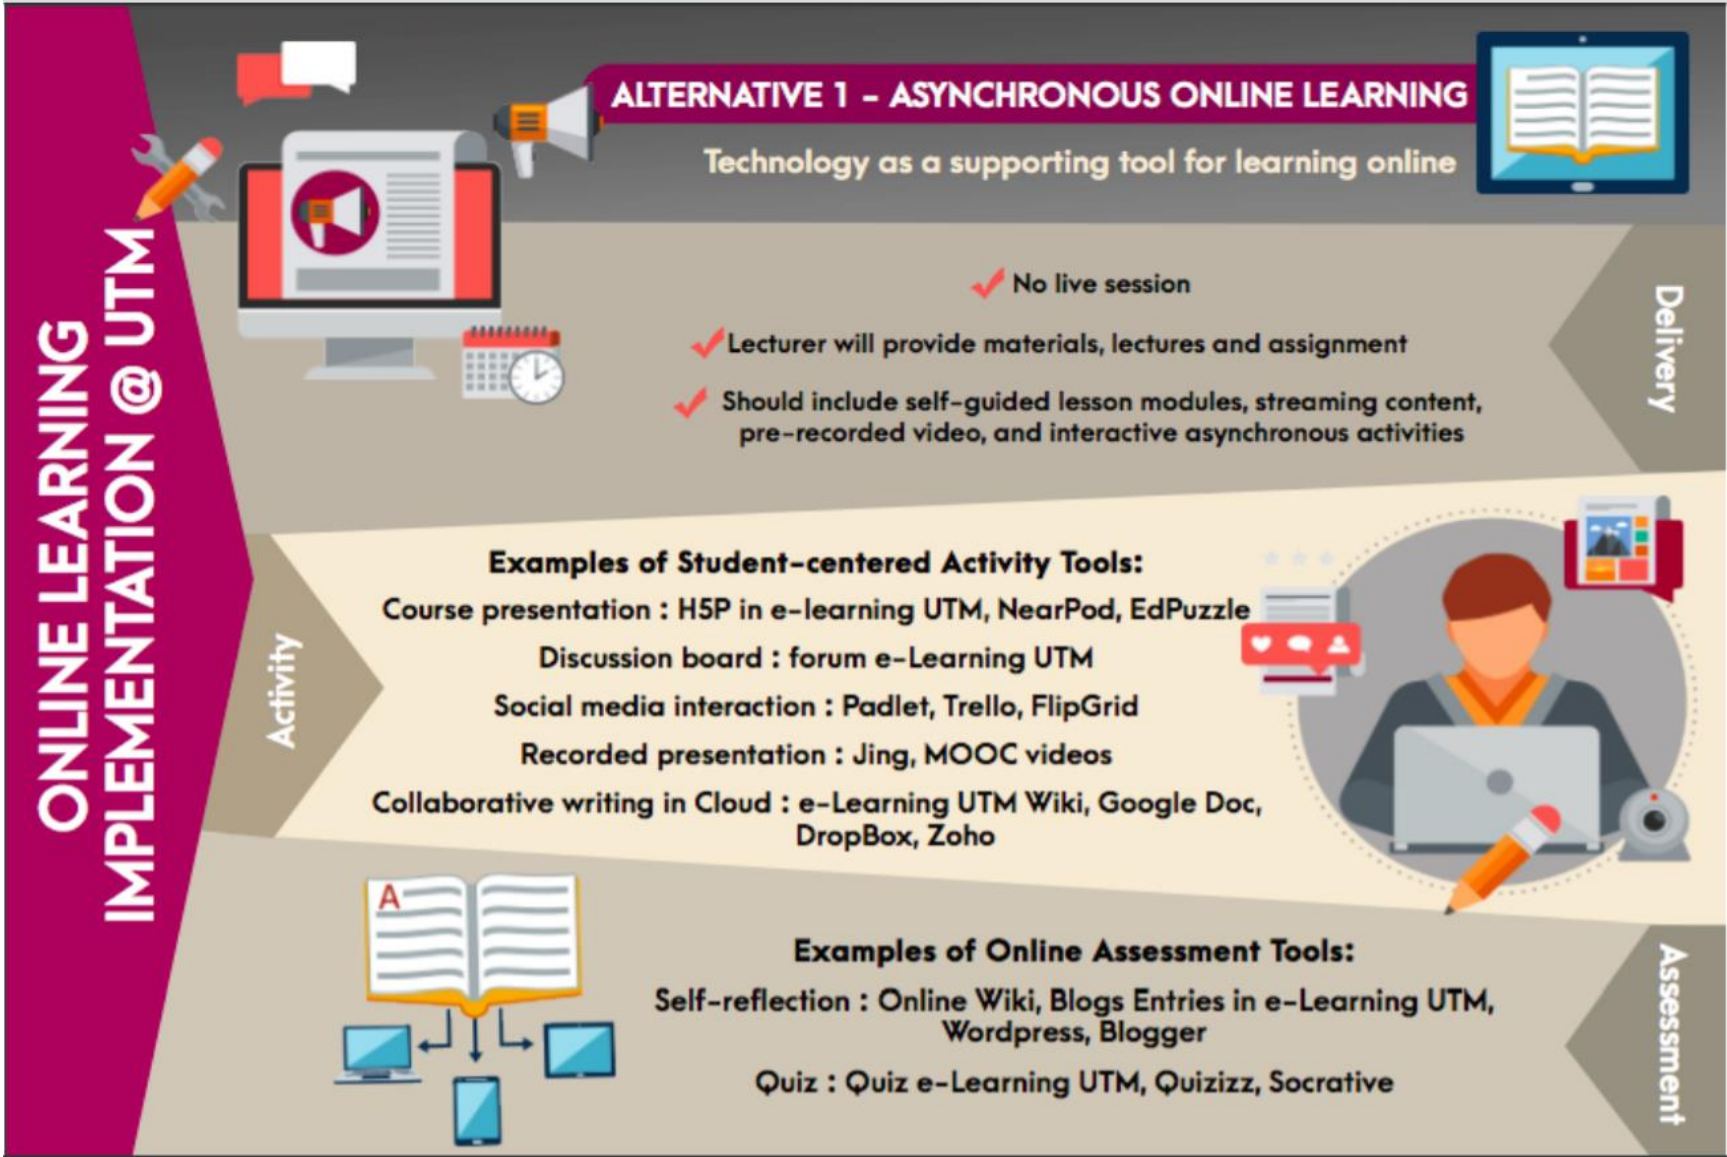 ONLINE LEARNING
IMPLEMENTATION @ UTM
ALTERNATIVE 1 - ASYNCHRONOUS ONLINE LEARNING
Technology as a supporting tool for learning online
Delivery
No live session
Lecturer will provide materials, lectures and assignment
Should include self-guided lesson modules, streaming content,
pre-recorded video, and interactive asynchronous activities
Activity
Examples of Student-centered Activity Tools:
Course presentation : H5P in e-learning UTM, NearPod, EdPuzzle
Discussion board : forum e-Learning UTM
Social media interaction : Padlet, Trello, FlipGrid
Recorded presentation : Jing, MOOC videos
Collaborative writing in Cloud : e-Learning UTM Wiki, Google Doc,
DropBox, Zoho
A
Assessment
Examples of Online Assessment Tools:
Self-reflection : Online Wiki, Blogs Entries in e-Learning UTM,
Wordpress, Blogger
Quiz : Quiz e-Learning UTM, Quizizz, Socrative